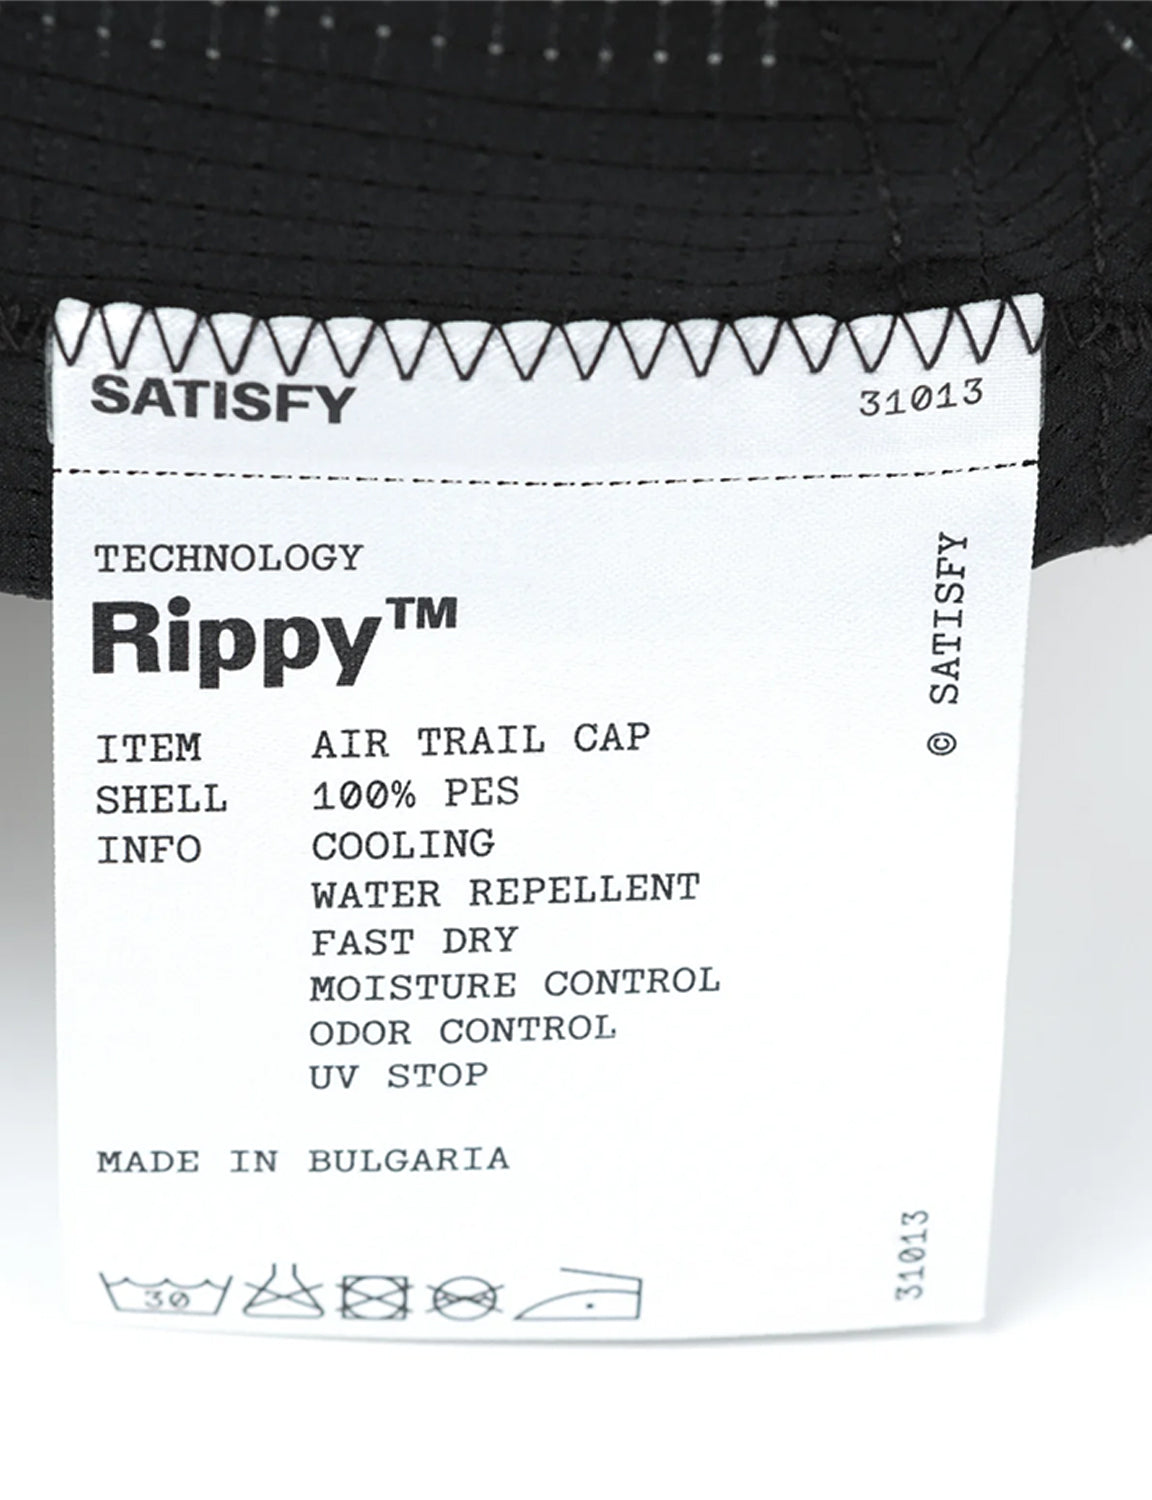 SATISFY 31013
TECHNOLOGY
Rippy™
© SATISFY
ITEM AIR TRAIL CAP
SHELL 100% PES
INFO COOLING
WATER REPELLENT
FAST DRY
MOISTURE CONTROL
ODOR CONTROL
UV STOP
MADE IN BULGARIA
31013
30